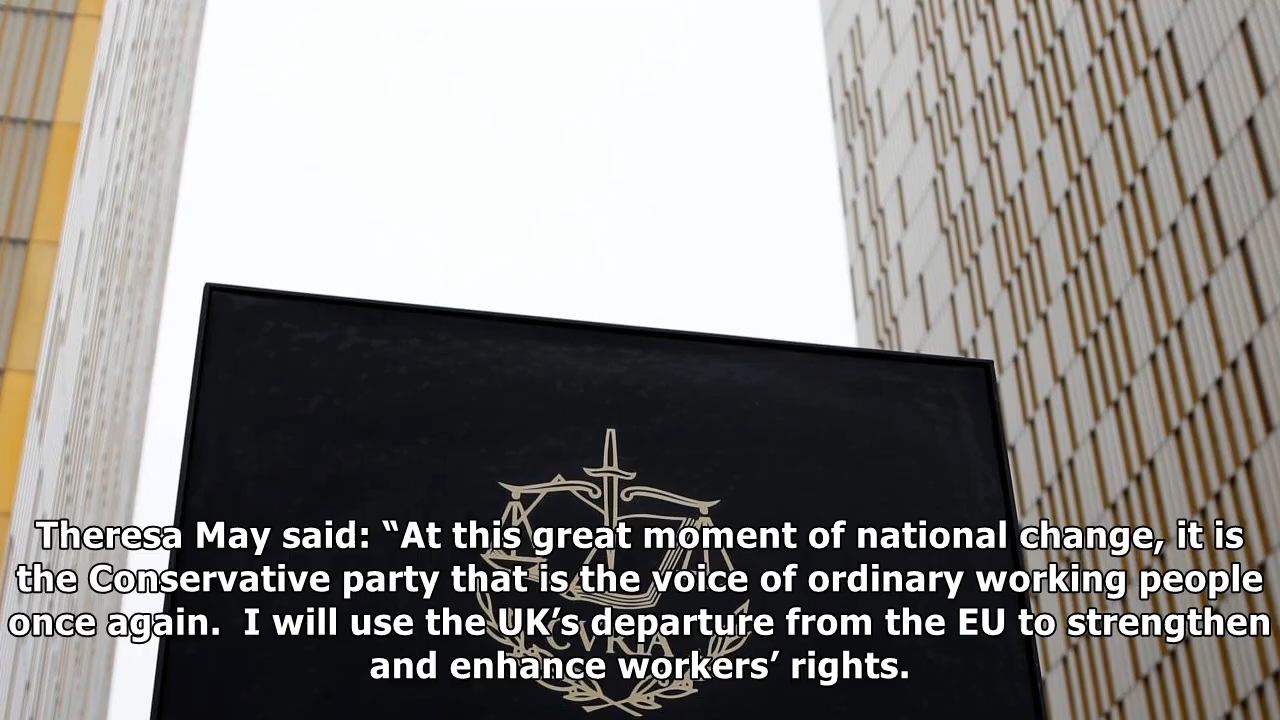 Theresa May said: “At this great moment of national change, it is
the Conservative party that is the voice of ordinary working people
once again.  I will use the UK’s departure from the EU to strengthen
and enhance workers’ rights.
CVRIA